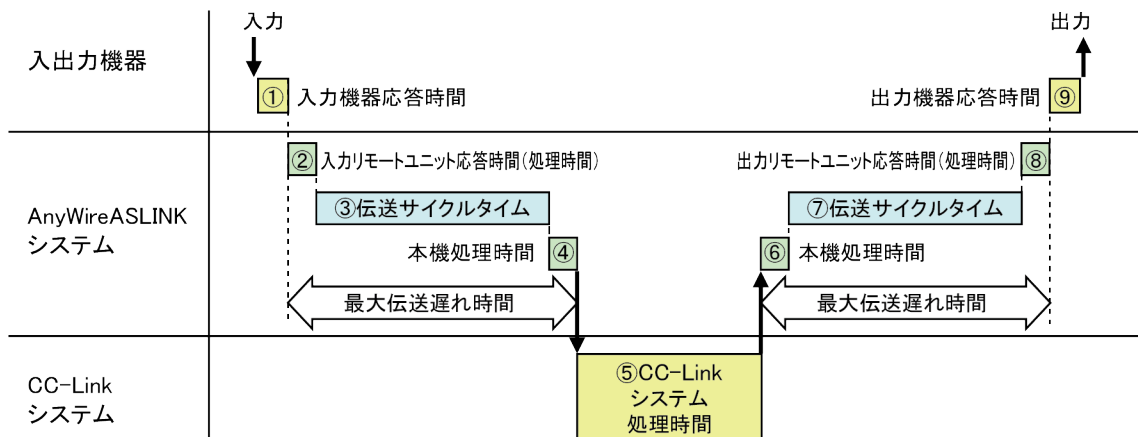 入力
出力
入出力機器
①
入力機器応答時間
出力機器応答時間
⑨
②
入力リモートユニット応答時間(処理時間)
出力リモートユニット応答時間(処理時間)
⑧
AnyWireASLINK
システム
③伝送サイクルタイム
⑦伝送サイクルタイム
本機処理時間
④
⑥
本機処理時間
最大伝送遅れ時間
最大伝送遅れ時間
CC-Link
システム
⑤CC-Link
システム
処理時間